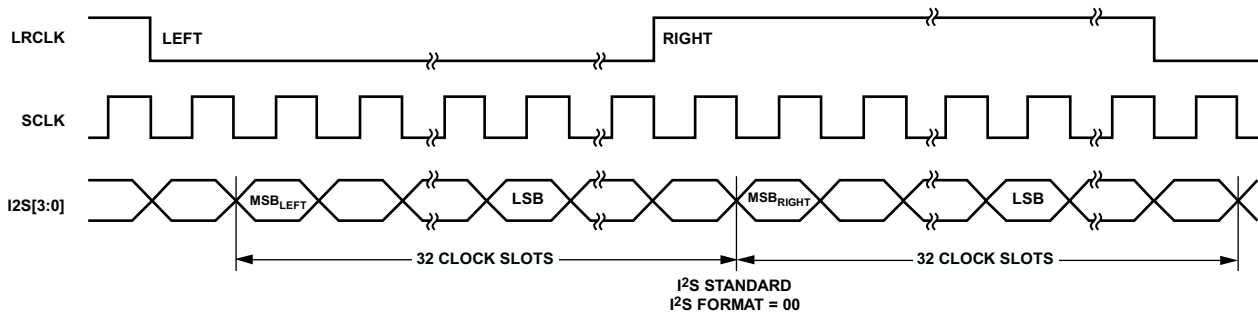 LRCLK
LEFT
RIGHT
SCLK
I2S[3:0]
MSBLEFT
LSB
MSBRIGHT
LSB
32 CLOCK SLOTS
32 CLOCK SLOTS
I²S STANDARD
I²S FORMAT = 00